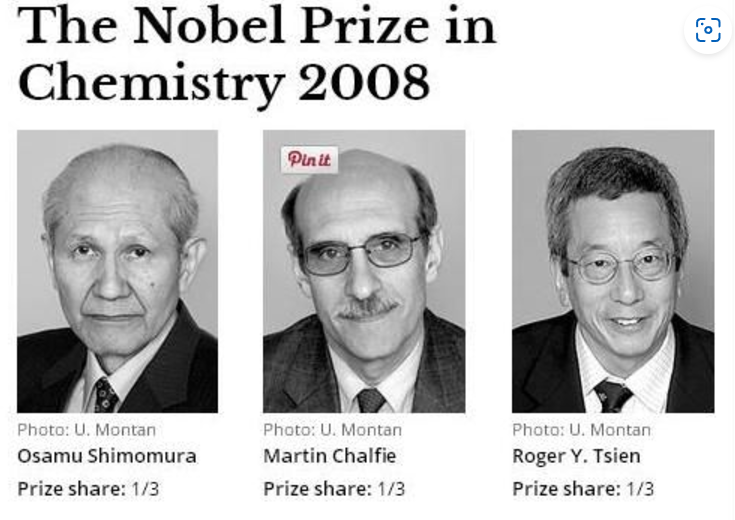 The Nobel Prize in
Chemistry 2008
Pin it
Photo: U. Montan
Osamu Shimomura
Prize share: 1/3
Photo: U. Montan
Martin Chalfie
Prize share: 1/3
Photo: U. Montan
Roger Y. Tsien
Prize share: 1/3